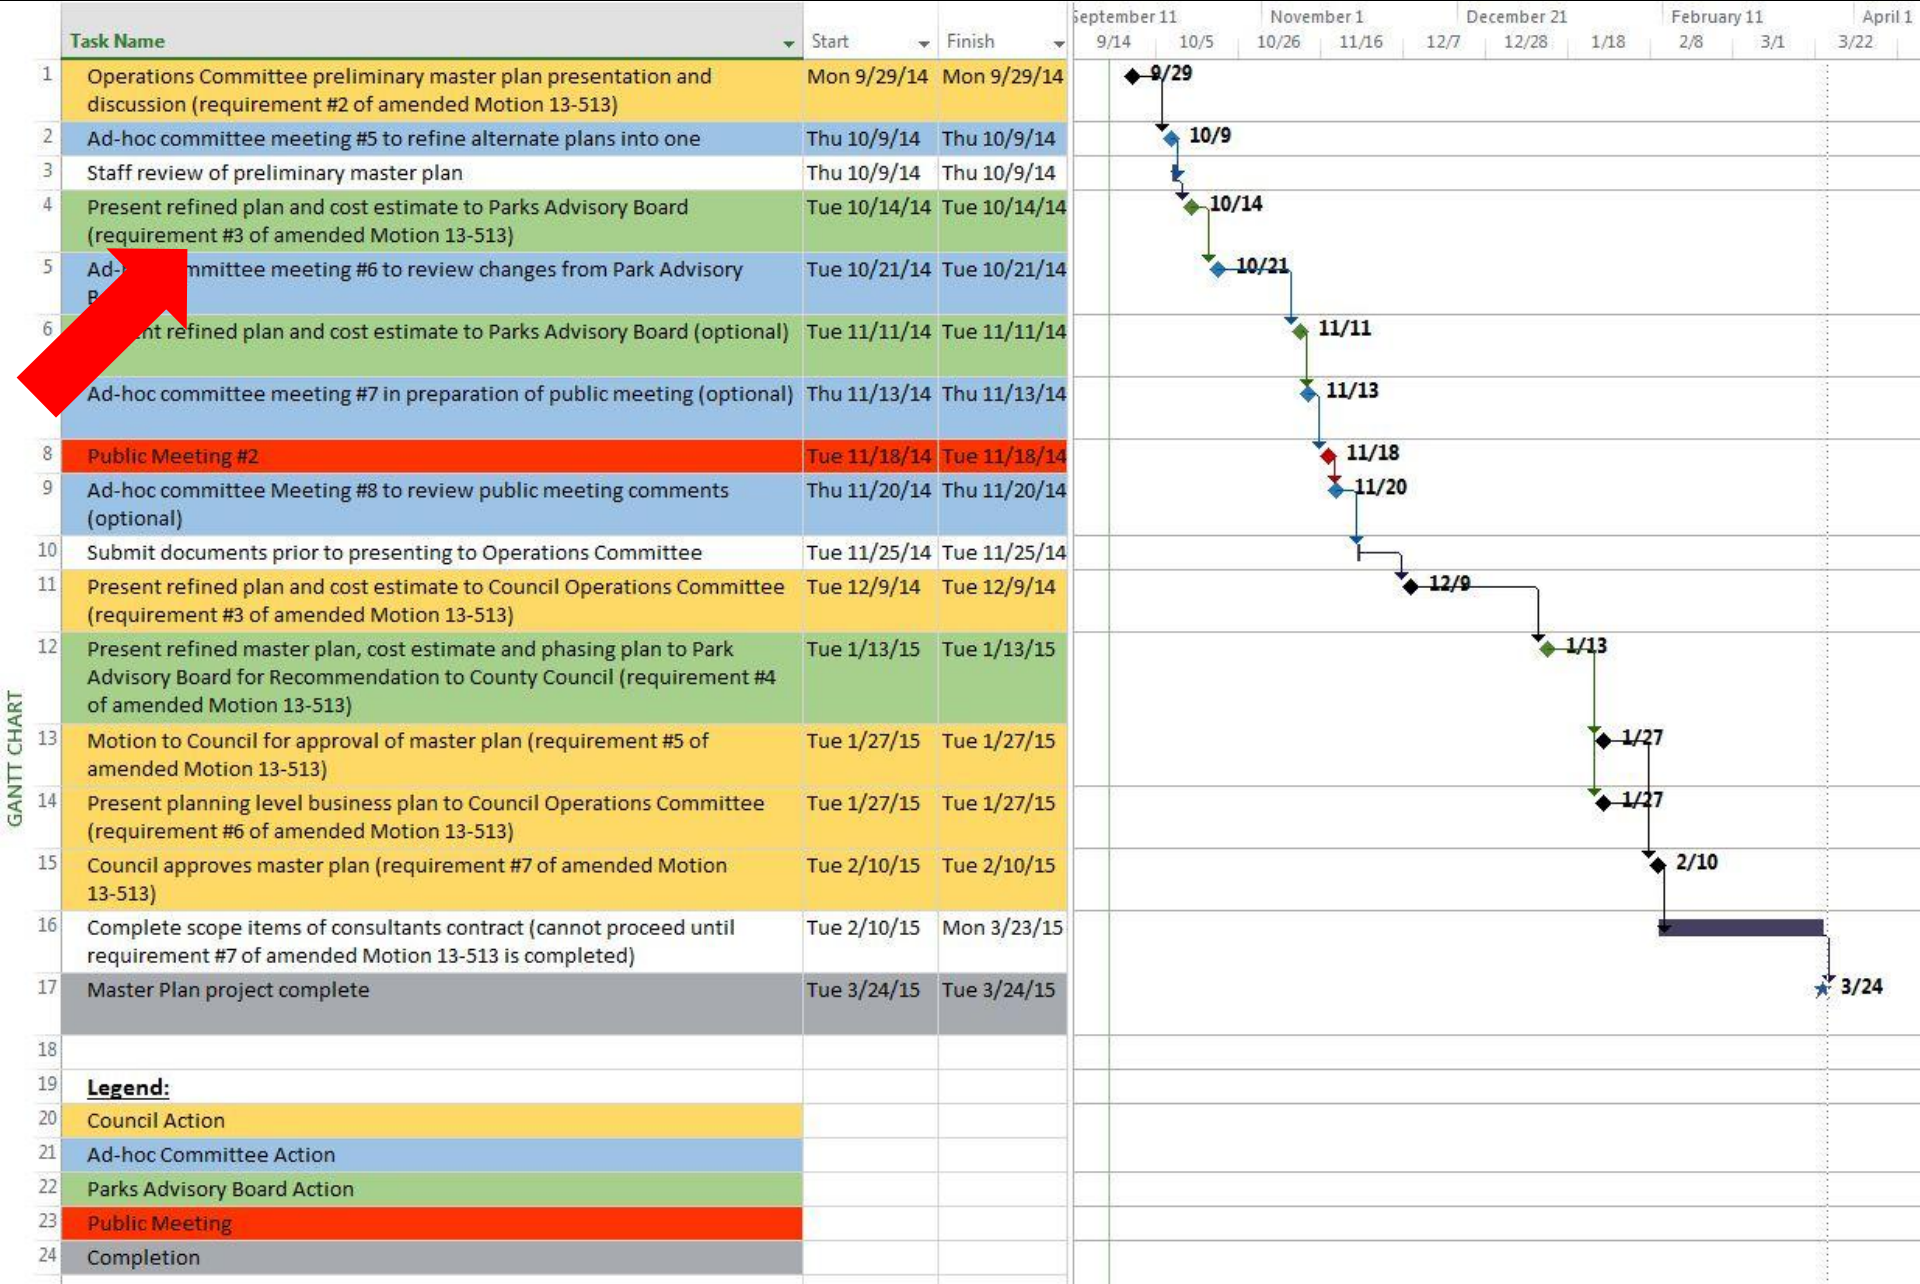 September 11 November 1 December 21 February 11 April 1
Task Name Start Finish 9/14 10/5 10/26 11/16 12/7 12/28 1/18 2/8 3/1 3/22
1 Operations Committee preliminary master plan presentation and Mon 9/29/14 Mon 9/29/14 9/29
discussion (requirement #2 of amended Motion 13-513)
2 Ad-hoc committee meeting #5 to refine alternate plans into one Thu 10/9/14 Thu 10/9/14 10/9
3 Staff review of preliminary master plan Thu 10/9/14 Thu 10/9/14
4 Present refined plan and cost estimate to Parks Advisory Board Tue 10/14/14 Tue 10/14/14 10/14
(requirement #3 of amended Motion 13-513)
5 meeting #6 to review changes from Park Advisory Tue 10/21/14 Tue 10/21/14 10/21
6 refined plan and cost estimate to Parks Advisory Board (optional) Tue 11/11/14 Tue 11/11/14 11/11
Ad-hoc committee meeting #7 in preparation of public meeting (optional) Thu 11/13/14 Thu 11/13/14 11/13
8 Public Meeting #2 Tue 11/18/14 Tue 11/18/14 11/18
9 Ad-hoc committee Meeting #8 to review public meeting comments Thu 11/20/14 Thu 11/20/14 11/20
(optional)
10 Submit documents prior to presenting to Operations Committee Tue 11/25/14 Tue 11/25/14
11 Present refined plan and cost estimate to Council Operations Committee Tue 12/9/14 Tue 12/9/14 12/9
(requirement #3 of amended Motion 13-513)
12 Present refined master plan, cost estimate and phasing plan to Park Tue 1/13/15 Tue 1/13/15 1/13
Advisory Board for Recommendation to County Council (requirement #4
of amended Motion 13-513)
GANTT CHART
13 Motion to Council for approval of master plan (requirement #5 of Tue 1/27/15 Tue 1/27/15 1/27
amended Motion 13-513)
14 Present planning level business plan to Council Operations Committee Tue 1/27/15 Tue 1/27/15 1/27
(requirement #6 of amended Motion 13-513)
15 Council approves master plan (requirement #7 of amended Motion Tue 2/10/15 Tue 2/10/15 2/10
13-513)
16 Complete scope items of consultants contract (cannot proceed until Tue 2/10/15 Mon 3/23/15
requirement #7 of amended Motion 13-513 is completed)
17 Master Plan project complete Tue 3/24/15 Tue 3/24/15 3/24
18
19 Legend:
20 Council Action
21 Ad-hoc Committee Action
22 Parks Advisory Board Action
23 Public Meeting
24 Completion